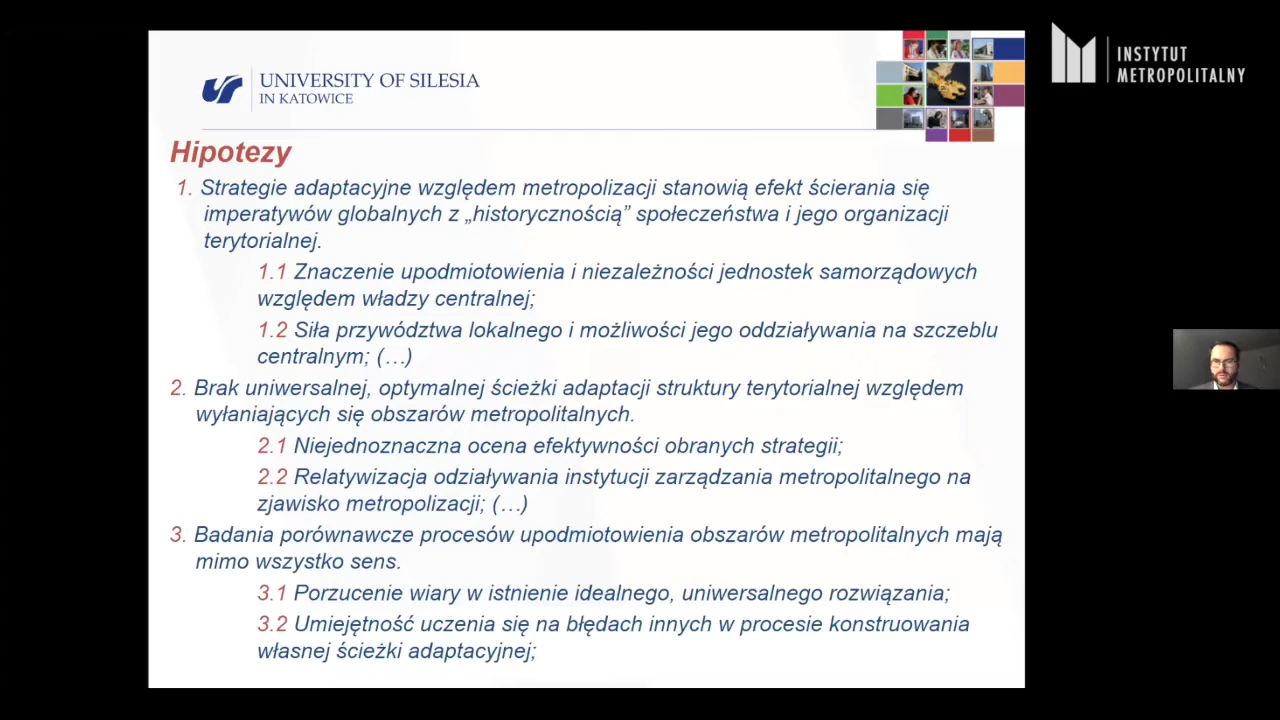 UNIVERSITY OF SILESIA
IN KATOWICE
INSTYTUT
METROPOLITALNY
Hipotezy
1. Strategie adaptacyjne względem metropolizacji stanowią efekt ścierania się
imperatywów globalnych z „historycznością” społeczeństwa i jego organizacji
terytorialnej.
1.1 Znaczenie upodmiotowienia i niezależności jednostek samorządowych
względem władzy centralnej;
1.2 Siła przywództwa lokalnego i możliwości jego oddziaływania na szczeblu
centralnym; (…)
2. Brak uniwersalnej, optymalnej ścieżki adaptacji struktury terytorialnej względem
wyłaniających się obszarów metropolitalnych.
2.1 Niejednoznaczna ocena efektywności obranych strategii;
2.2 Relatywizacja odziaływania instytucji zarządzania metropolitalnego na
zjawisko metropolizacji; (…)
3. Badania porównawcze procesów upodmiotowienia obszarów metropolitalnych mają
mimo wszystko sens.
3.1 Porzucenie wiary w istnienie idealnego, uniwersalnego rozwiązania;
3.2 Umiejętność uczenia się na błędach innych w procesie konstruowania
własnej ścieżki adaptacyjnej;